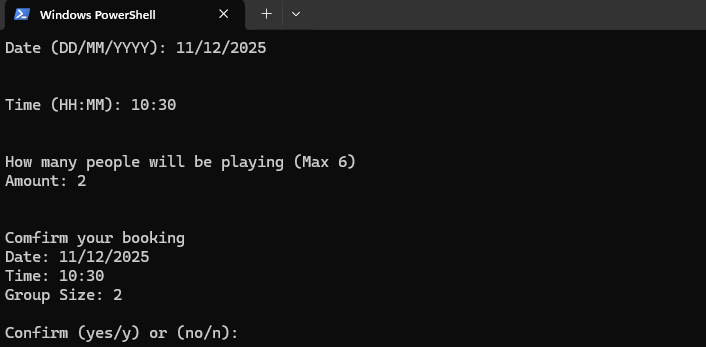 Windows PowerShell
Date (DD/MM/YYYY): 11/12/2025
Time (HH:MM): 10:30
How many people will be playing (Max 6)
Amount: 2
Comfirm your booking
Date: 11/12/2025
Time: 10:30
Group Size: 2
Confirm (yes/y) or (no/n):